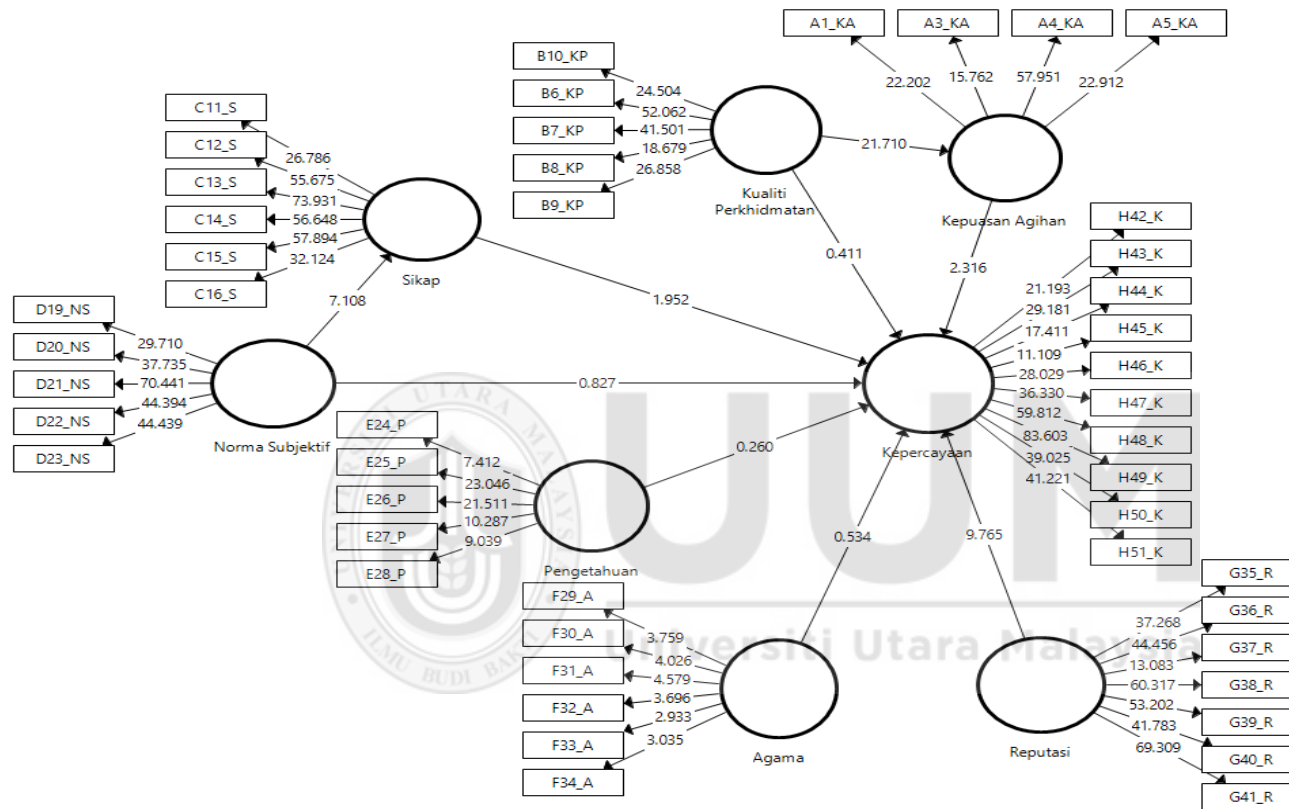 A1_KA
A3_KA
A4_KA
A5_KA
22.202
15.762
57.951
22.912
Kepuasan Agihan
B10_KP
B6_KP
B7_KP
B8_KP
B9_KP
24.504
52.062
41.501
18.679
26.858
Kualiti
Perkhidmatan
21.710
0.411
2.316
C11_S
C12_S
C13_S
C14_S
C15_S
C16_S
26.786
55.675
73.931
56.648
57.894
32.124
Sikap
7.108
1.952
D19_NS
D20_NS
D21_NS
D22_NS
D23_NS
29.710
37.735
70.441
44.394
44.439
Norma Subjektif
0.827
H42_K
H43_K
H44_K
H45_K
H46_K
H47_K
H48_K
H49_K
H50_K
H51_K
21.193
29.181
17.411
11.109
28.029
36.330
59.812
83.603
39.025
41.221
Kepercayaan
E24_P
E25_P
E26_P
E27_P
E28_P
7.412
23.046
21.511
10.287
9.039
Pengetahuan
0.260
0.534
9.765
F29_A
F30_A
F31_A
F32_A
F33_A
F34_A
3.759
4.026
4.579
3.696
2.933
3.035
Agama
G35_R
G36_R
G37_R
G38_R
G39_R
G40_R
G41_R
37.268
44.456
13.083
60.317
53.202
41.783
69.309
Reputasi
UUM
Universiti Utara Malaysia
UNIVERSITI UTARA MALAYSIA
ILMU BUDI BAKTI